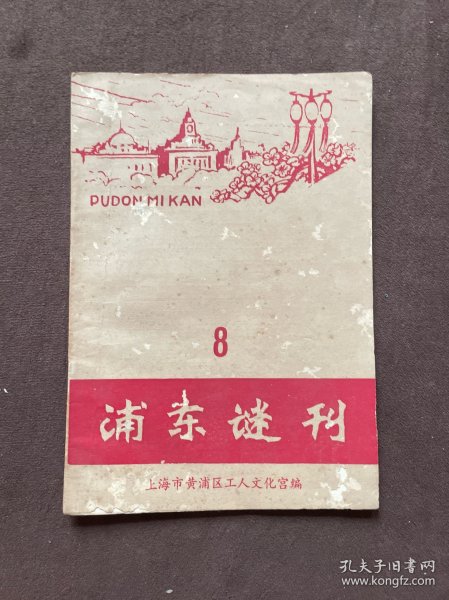 PUDON MI KAN
8
浦东谜刊
上海市黄浦区工人文化宫编
孔夫子旧书网
www.kongfz.com